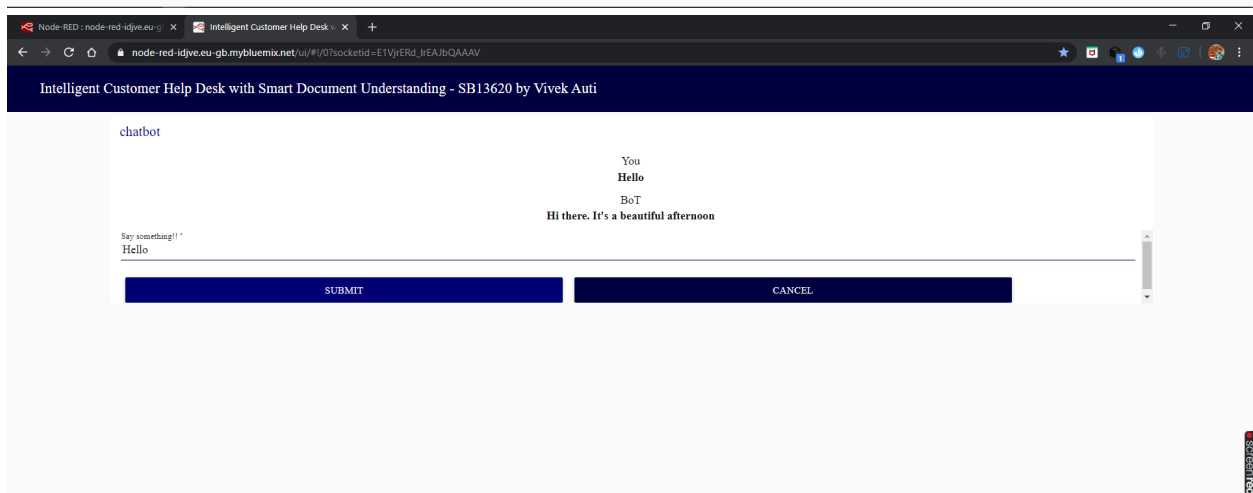 Node-RED : node-red-idjve.eu-g
Intelligent Customer Help Desk w
node-red-idjve.eu-gb.mybluemix.net/ui/#!/0?socketid=E1VjrERd_IrEAJbQAAAV
1
Intelligent Customer Help Desk with Smart Document Understanding - SB13620 by Vivek Auti
chatbot
You
Hello
BoT
Hi there. It's a beautiful afternoon
Say something!! *
Hello
SUBMIT CANCEL
screenrec